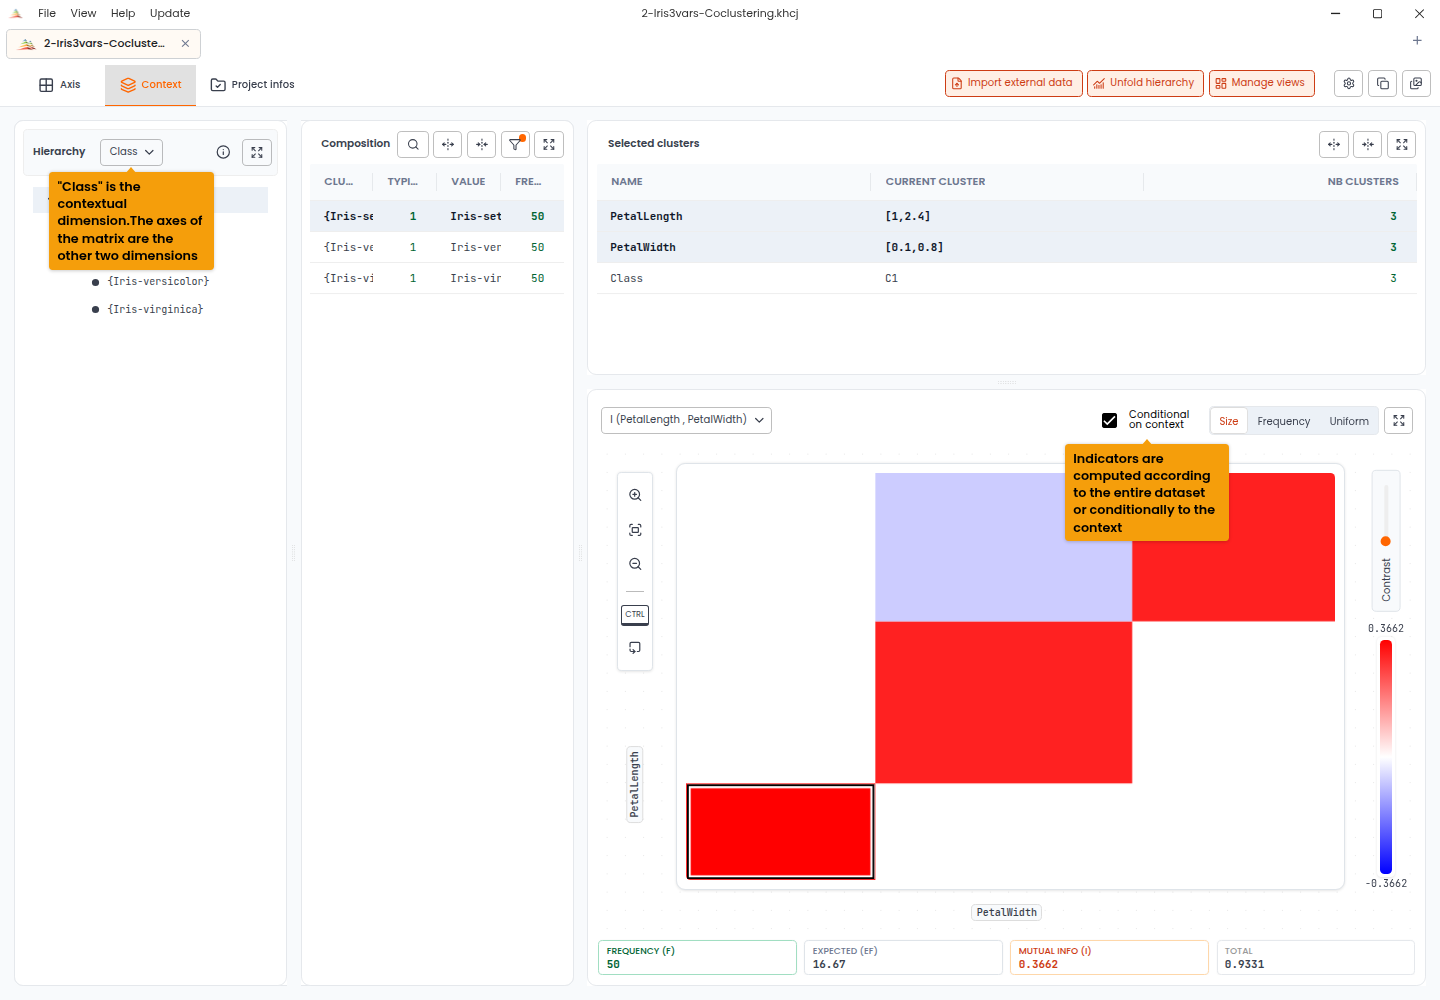 File View Help Update
2-Iris3vars-Coclustering.khcj
2-Iris3vars-Cocluste...
Axis Context Project infos
Import external data Unfold hierarchy Manage views
Hierarchy Class
"Class" is the
contextual
dimension.The axes of
the matrix are the
other two dimensions
{Iris-versicolor}
{Iris-virginica}
Composition
CLU... TYPI... VALUE FRE...
{Iris-se 1 Iris-set 50
{Iris-ve 1 Iris-ver 50
{Iris-vi 1 Iris-vir 50
Selected clusters
NAME CURRENT CLUSTER NB CLUSTERS
PetalLength [1,2.4] 3
PetalWidth [0.1,0.8] 3
Class C1 3
I (PetalLength , PetalWidth)
Conditional
on context
Size Frequency Uniform
Indicators are
computed according
to the entire dataset
or conditionally to the
context
CTRL
Contrast
0.3662
-0.3662
PetalLength
PetalWidth
FREQUENCY (F)
50
EXPECTED (EF)
16.67
MUTUAL INFO (I)
0.3662
TOTAL
0.9331